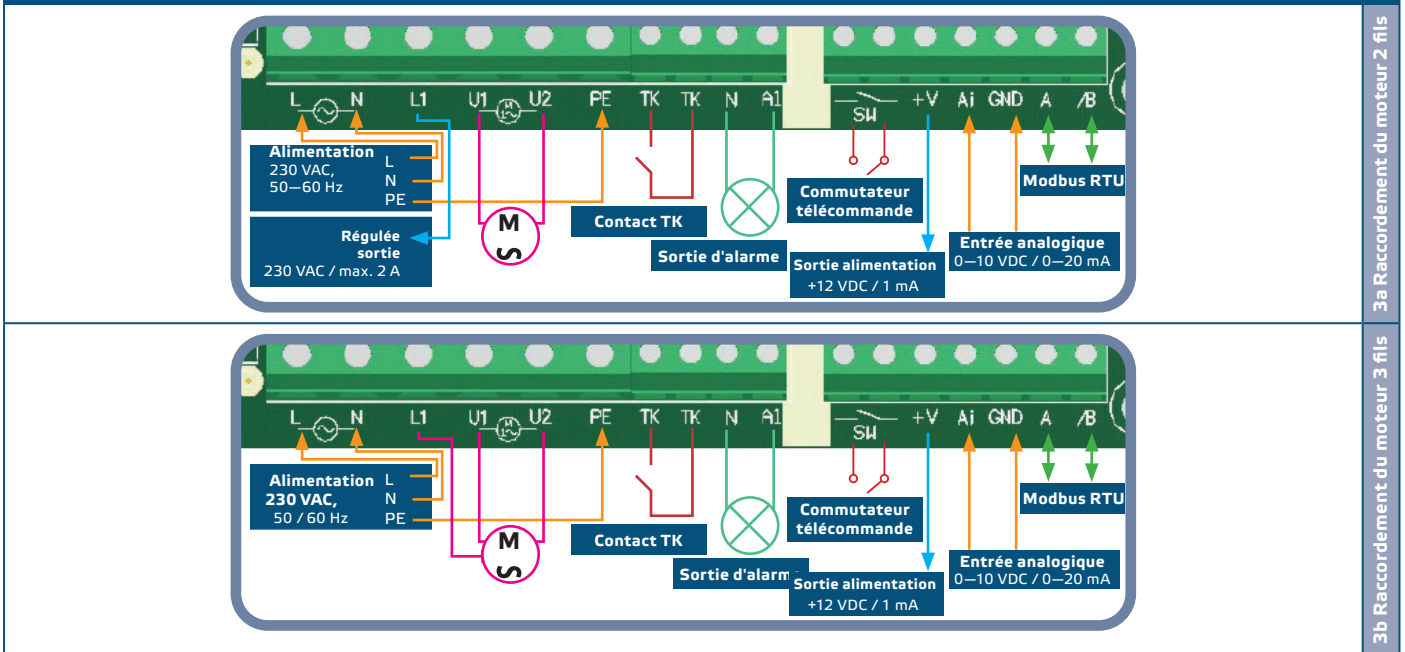 3a Raccordement du moteur 2 fils
L N L1 U1 M 1~ U2 PE TK TK N A1 SW +V Ai GND A /B
Alimentation
230 VAC,
50—60 Hz
L
N
PE
Régulée
sortie
230 VAC / max. 2 A
M
Contact TK
Sortie d'alarme
Commutateur
télécommande
Sortie alimentation
+12 VDC / 1 mA
Entrée analogique
0—10 VDC / 0—20 mA
Modbus RTU
3b Raccordement du moteur 3 fils
L N L1 U1 M 1~ U2 PE TK TK N A1 SW +V Ai GND A /B
Alimentation
230 VAC,
50 / 60 Hz
L
N
PE
M
Contact TK
Sortie d'alarm
Commutateur
télécommande
Sortie alimentation
+12 VDC / 1 mA
Entrée analogique
0—10 VDC / 0—20 mA
Modbus RTU